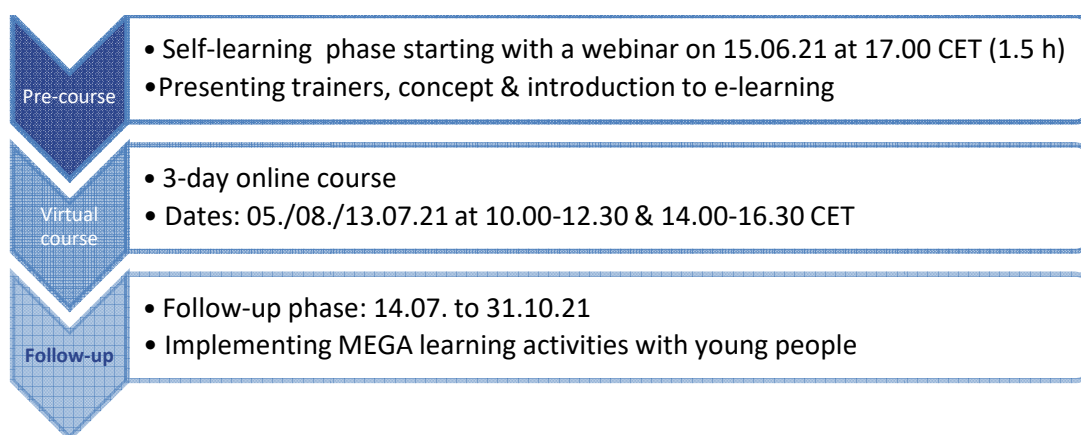 Pre-course
• Self-learning phase starting with a webinar on 15.06.21 at 17.00 CET (1.5 h)
•Presenting trainers, concept & introduction to e-learning
Virtual
course
• 3-day online course
• Dates: 05./08./13.07.21 at 10.00-12.30 & 14.00-16.30 CET
Follow-up
• Follow-up phase: 14.07. to 31.10.21
• Implementing MEGA learning activities with young people